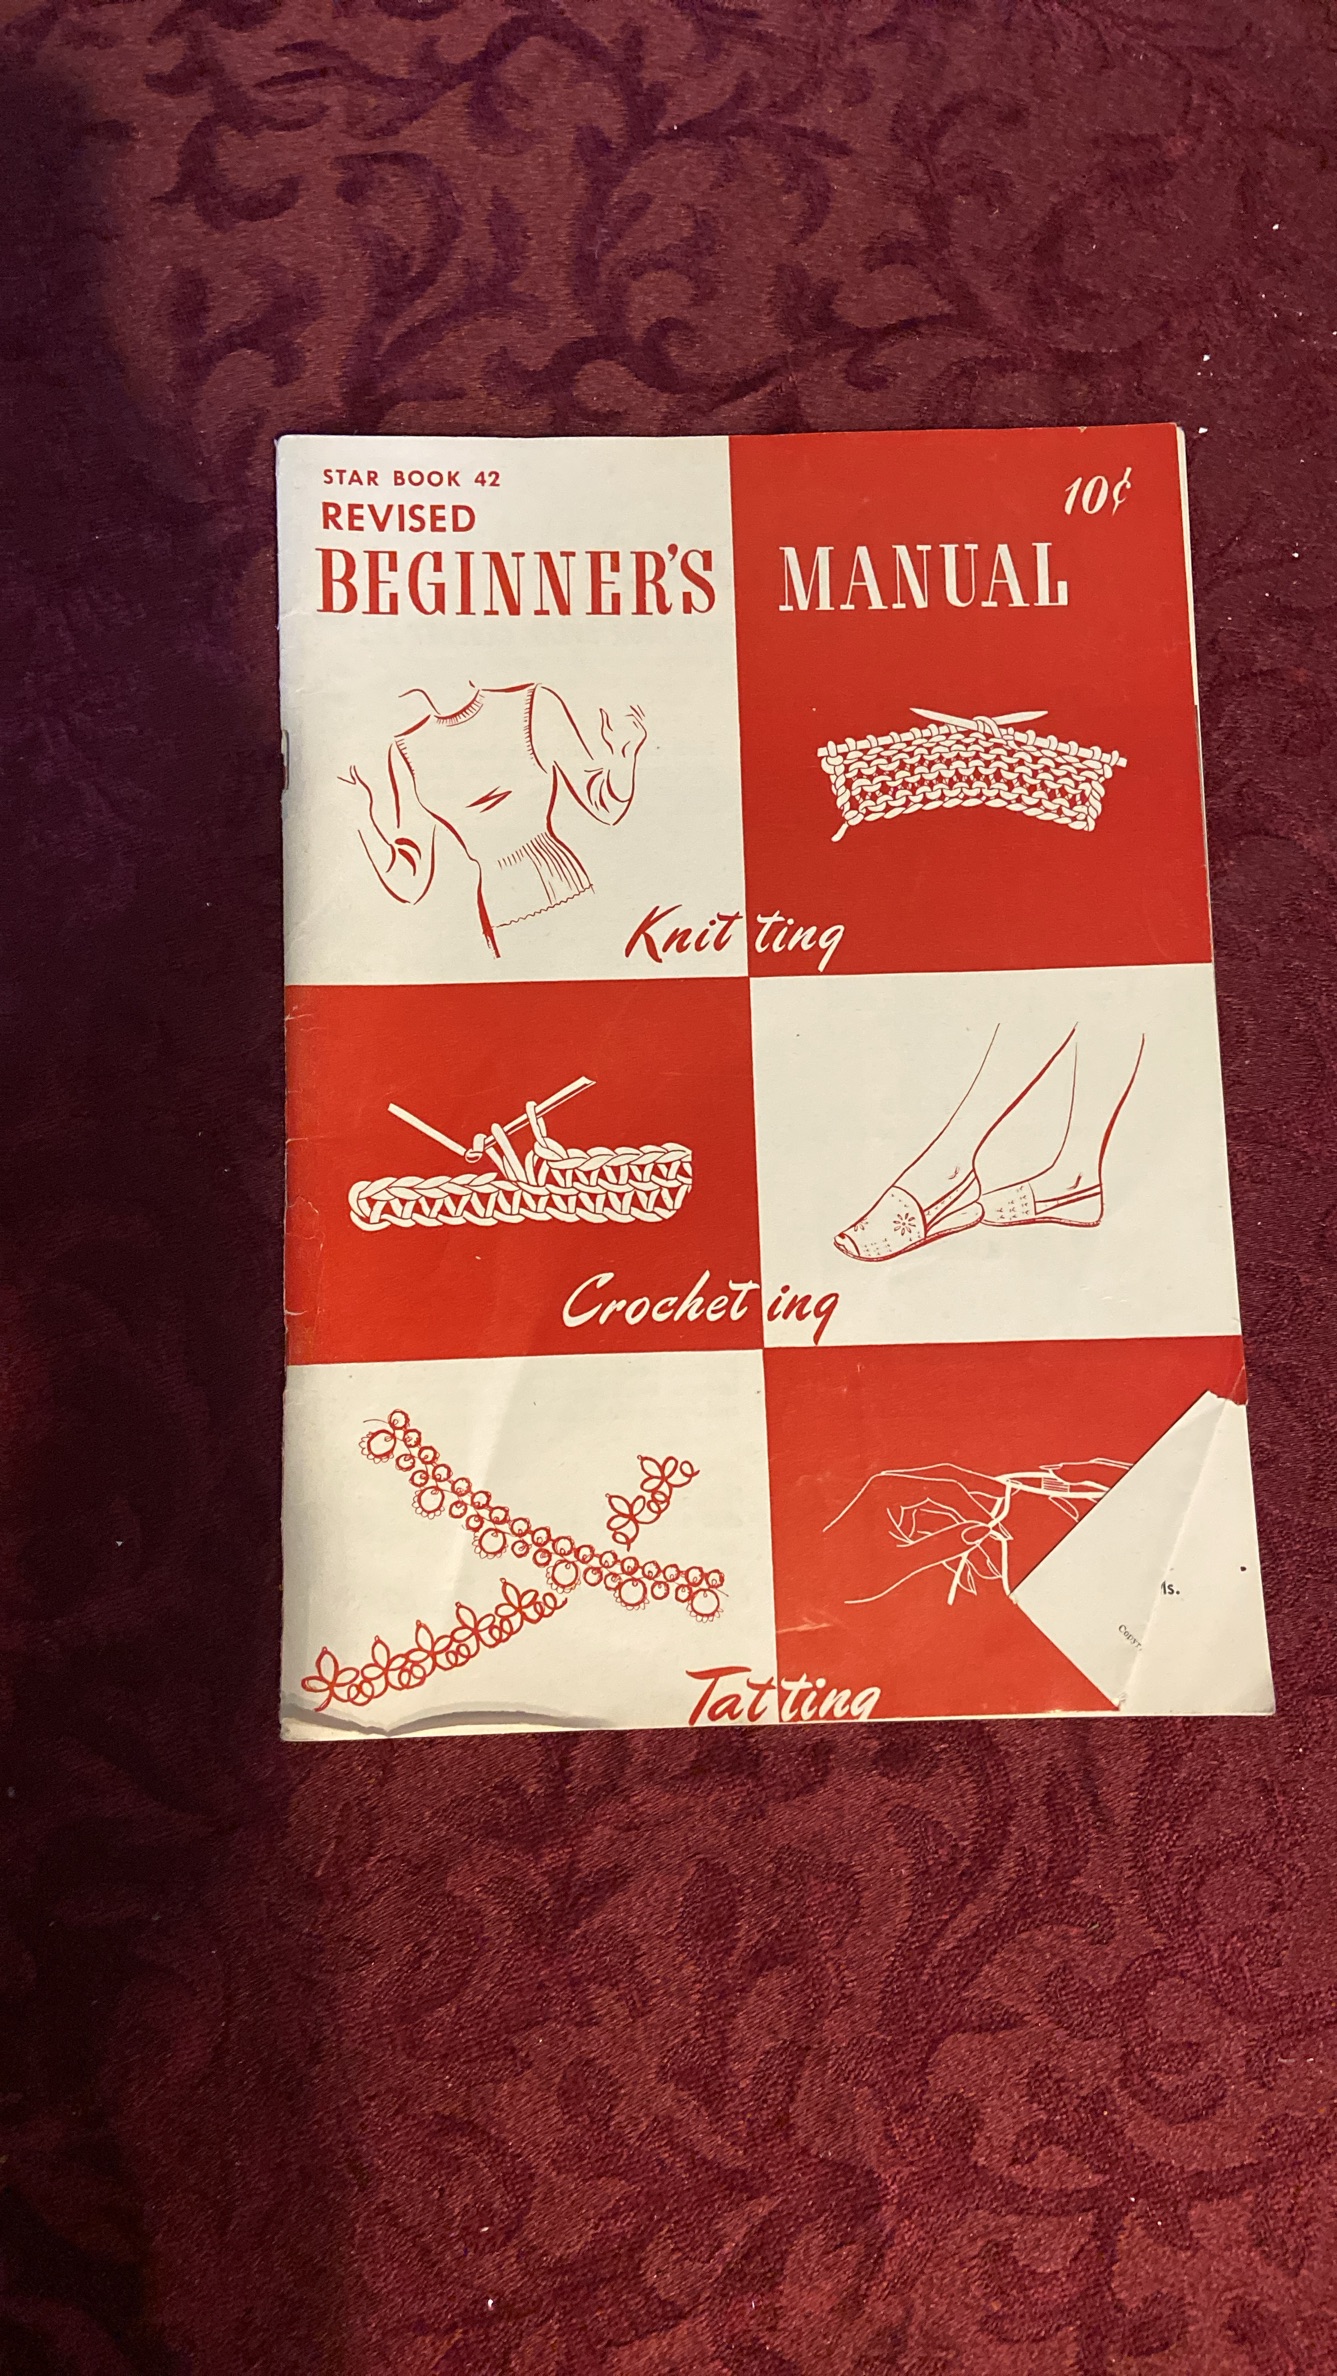 STAR BOOK 42
10¢
REVISED
BEGINNER'S MANUAL
Knitting
Crocheting
Tatting